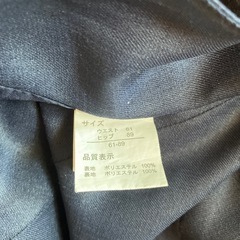 サイズ
ウエスト 61
ヒップ 89
61-89
品質表示
表地 ポリエステル 100%
裏地 ポリエステル 100%